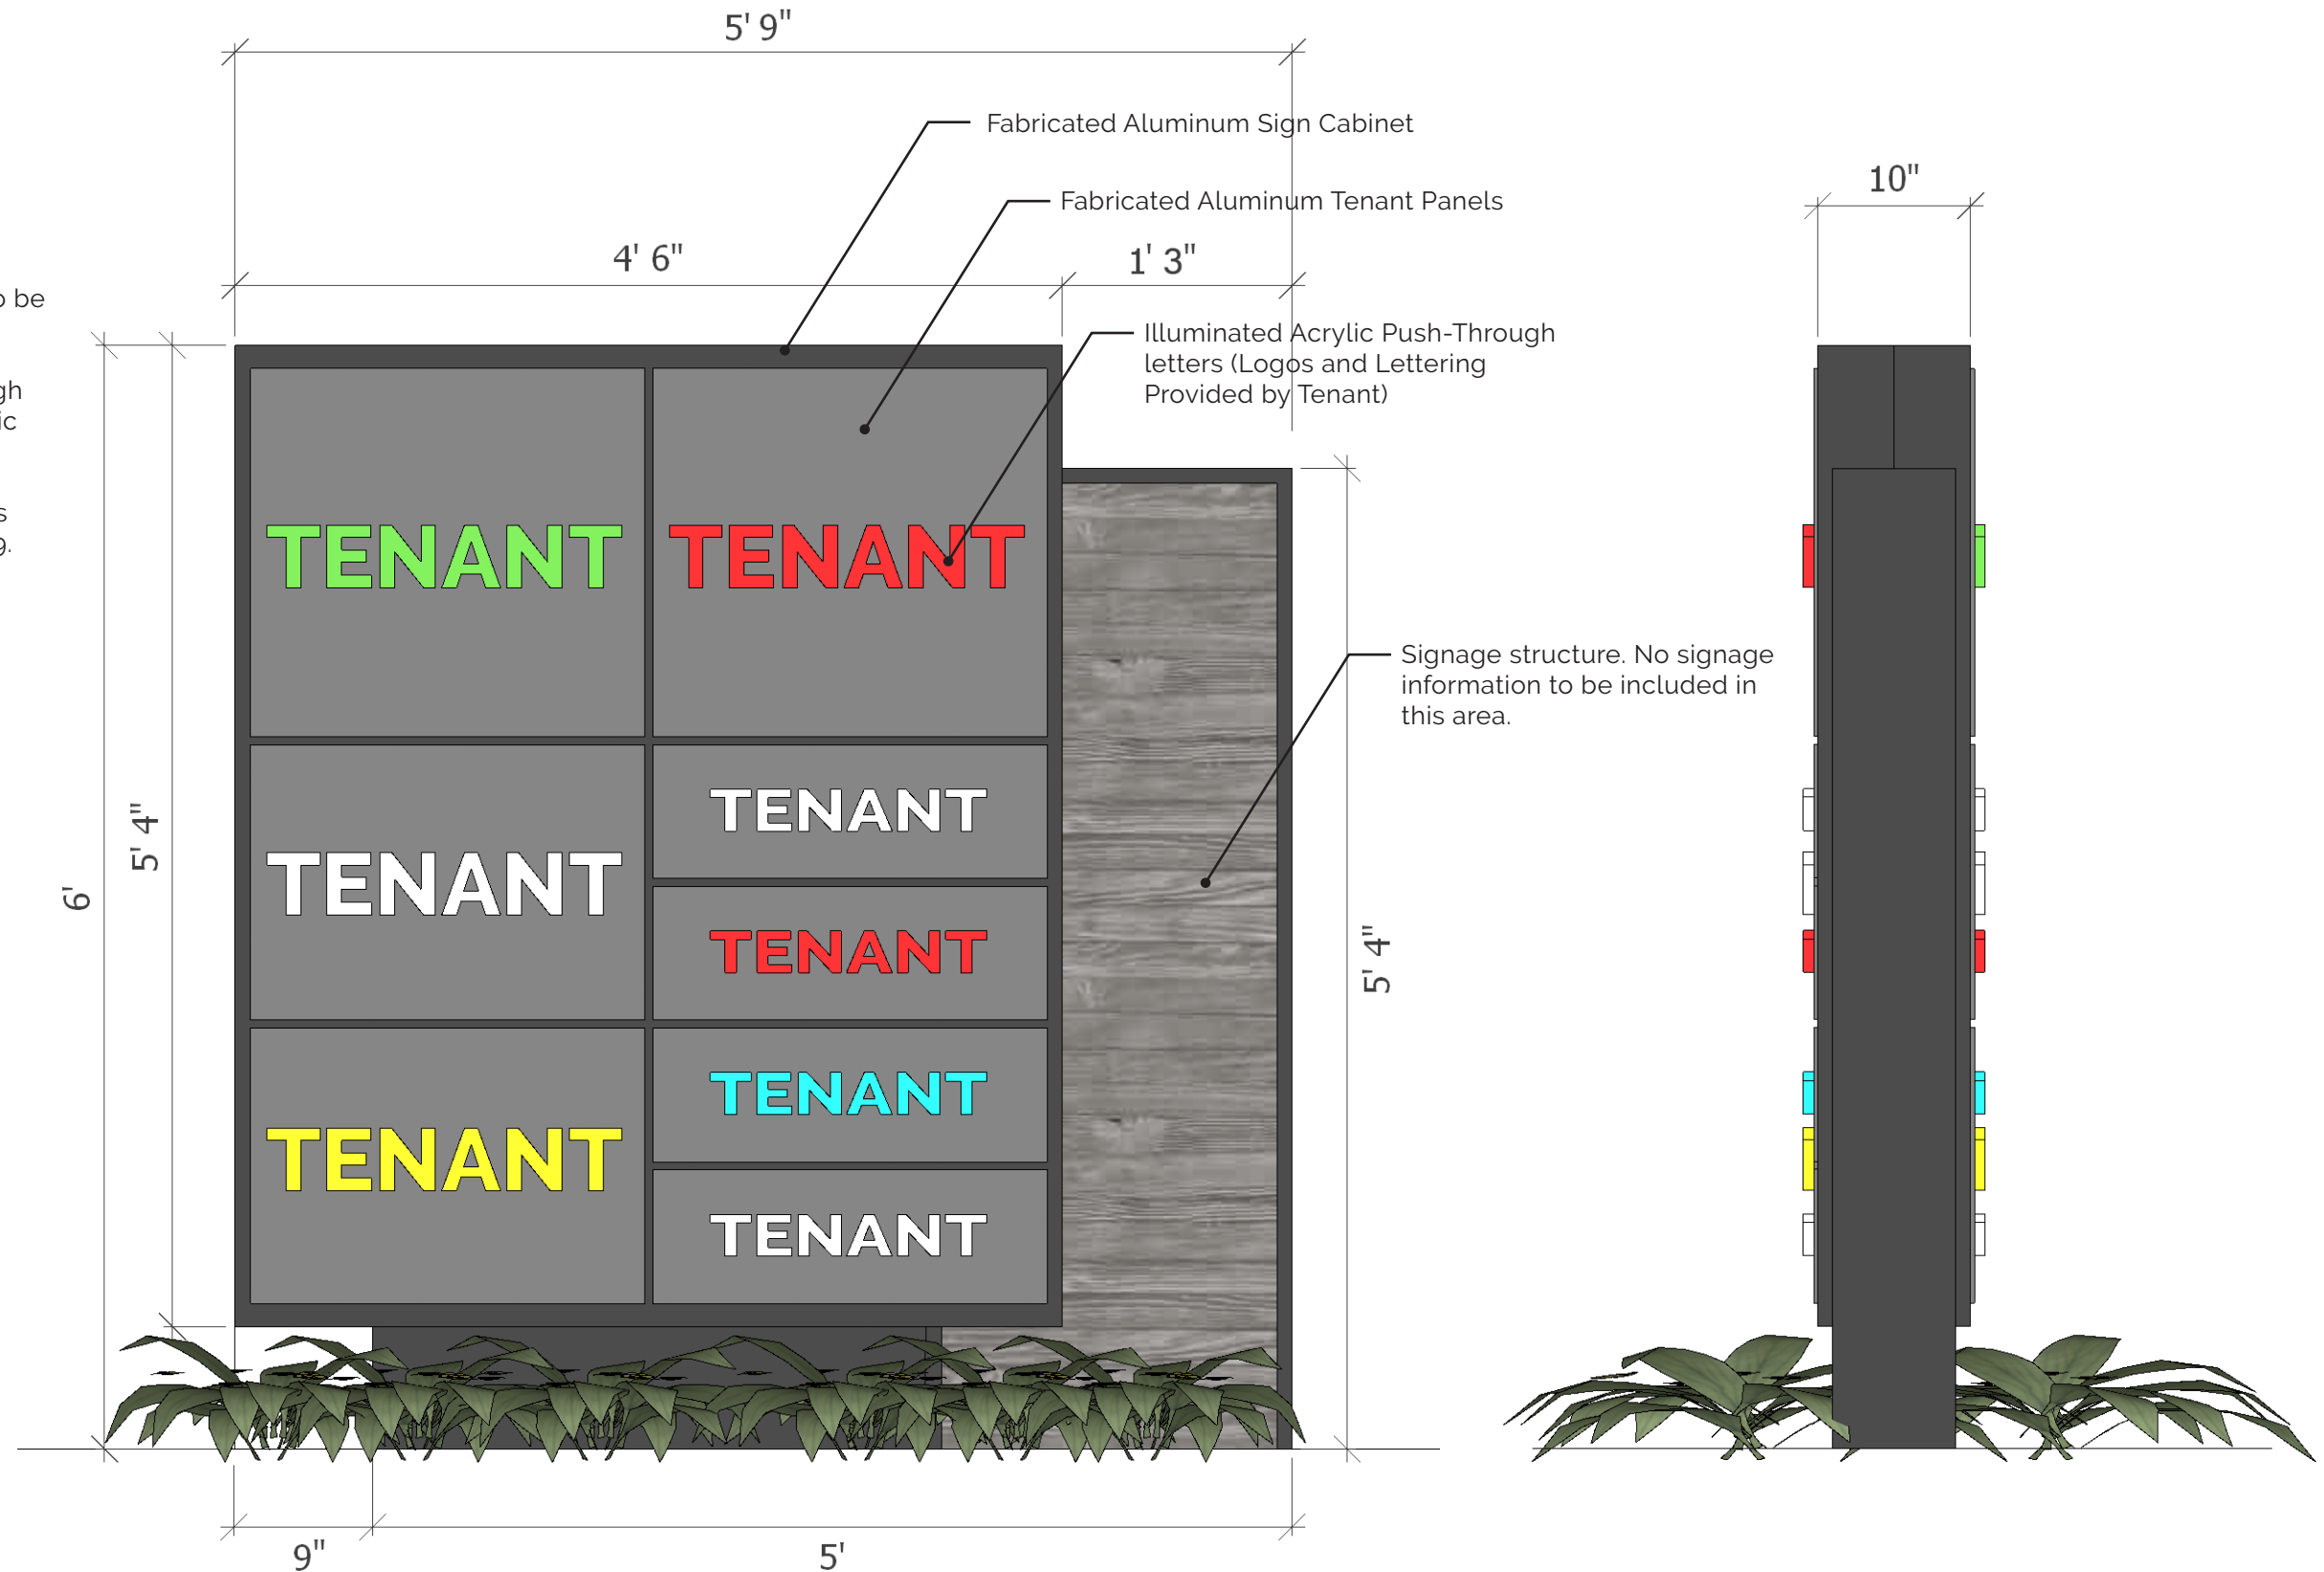 5' 9"
Fabricated Aluminum Sign Cabinet
10"
Fabricated Aluminum Tenant Panels
4' 6"
1' 3"
be
Illuminated Acrylic Push-Through
letters (Logos and Lettering
Provided by Tenant)
TENANT
TENANT
Signage structure. No signage
information to be included in
this area.
TENANT
TENANT
TENANT
TENANT
TENANT
TENANT
6'
5' 4"
5' 4"
9"
5'